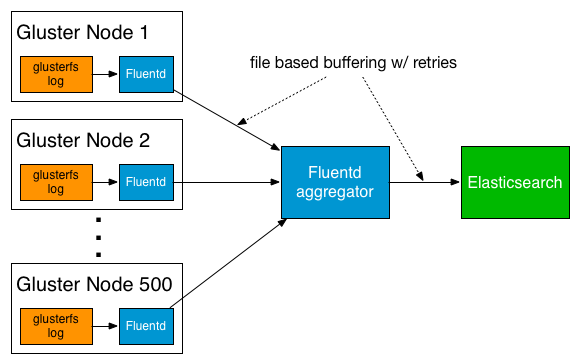 Gluster Node 1
glusterfs
log
Fluentd
file based buffering w/ retries
Gluster Node 2
glusterfs
log
Fluentd
Fluentd
aggregator
Elasticsearch
Gluster Node 500
glusterfs
log
Fluentd